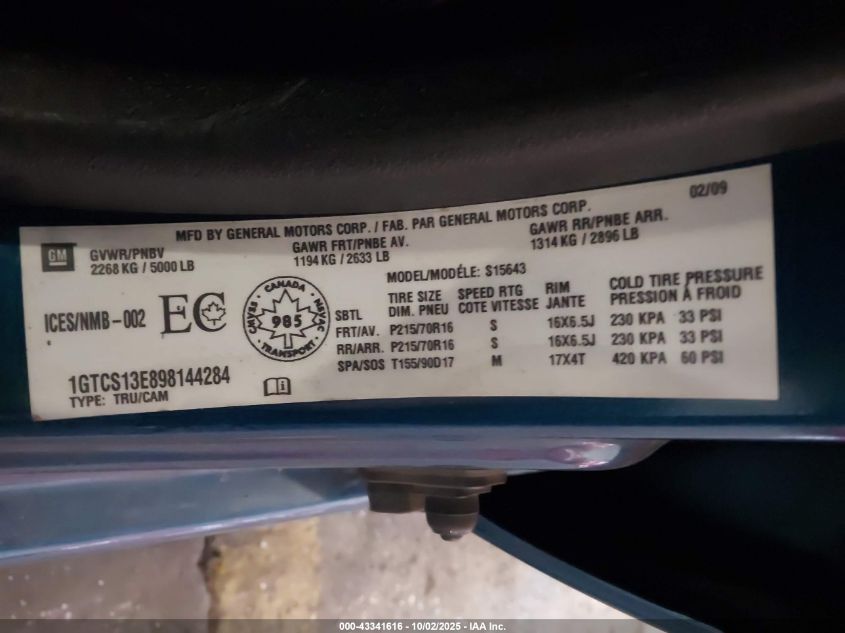 02/09
MFD BY GENERAL MOTORS CORP. / FAB. PAR GENERAL MOTORS CORP.
GM
GVWR/PNBV
2268 KG / 5000 LB
GAWR FRT/PNBE AV.
1194 KG / 2633 LB
GAWR RR/PNBE ARR.
1314 KG / 2896 LB
MODEL/MODÉLE: S15643
ICES/NMB-002
EC
CANADA
985
TRANSPORT
SBTL TIRE SIZE SPEED RTG RIM COLD TIRE PRESSURE
DIM. PNEU COTE VITESSE JANTE PRESSION À FROID
FRT/AV. P215/70R16 S 16X6.5J 230 KPA 33 PSI
RR/ARR. P215/70R16 S 16X6.5J 230 KPA 33 PSI
SPA/SOS T155/90D17 M 17X4T 420 KPA 60 PSI
1GTCS13E898144284
TYPE: TRU/CAM
i
000-43341616 - 10/02/2025 - IAA Inc.